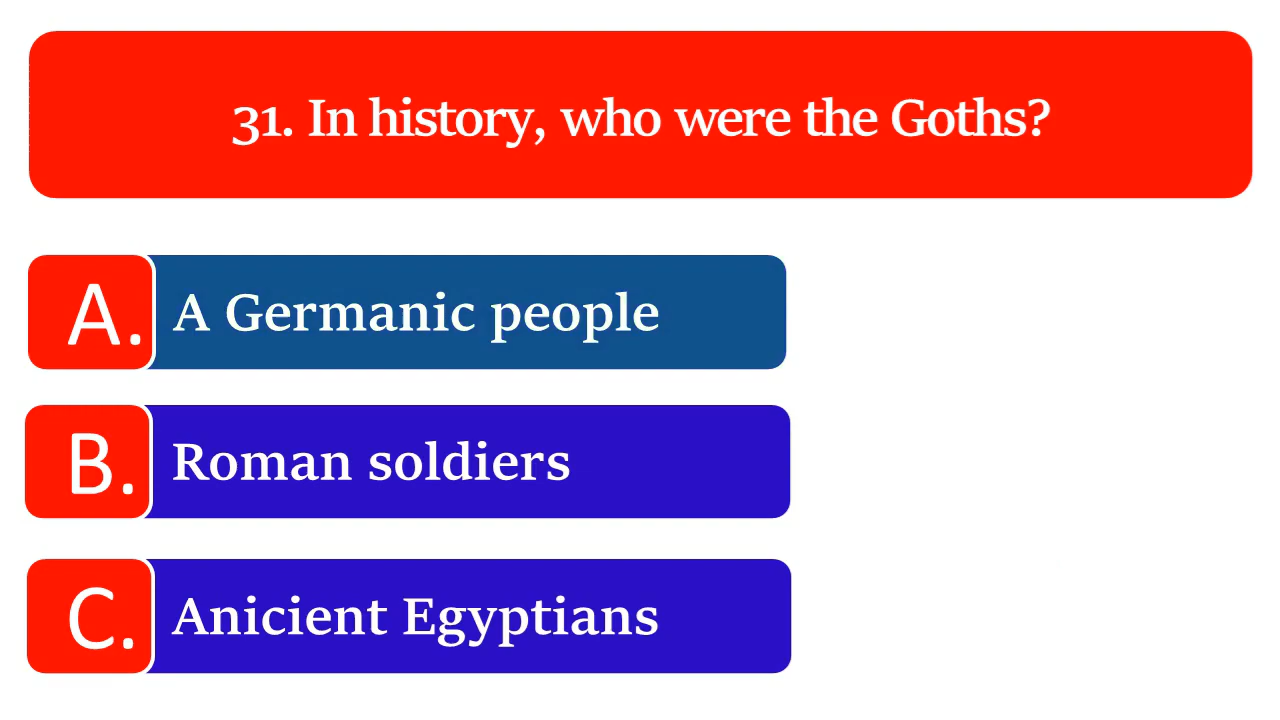 31. In history, who were the Goths?
A. A Germanic people
B. Roman soldiers
C. Anicient Egyptians